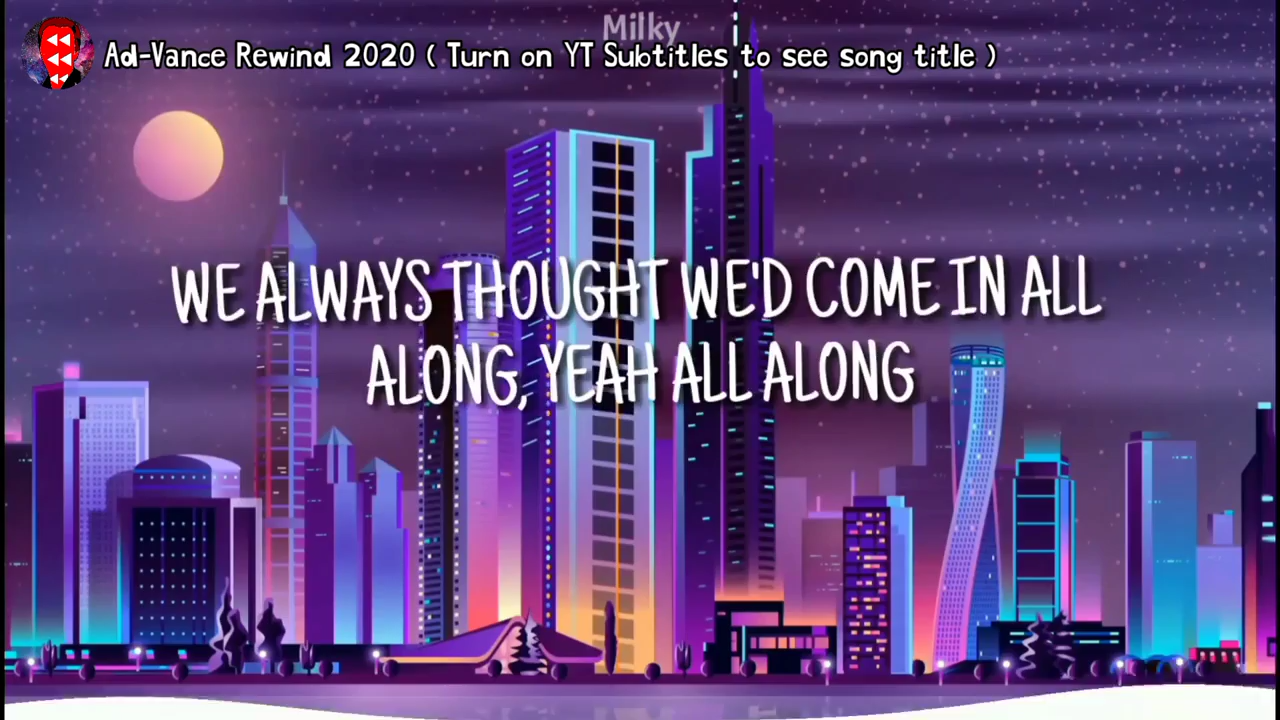 Milky
Ad-Vance Rewind 2020 ( Turn on YT Subtitles to see song title )
WE ALWAYS THOUGHT WE'D COME IN ALL
ALONG, YEAH ALL ALONG